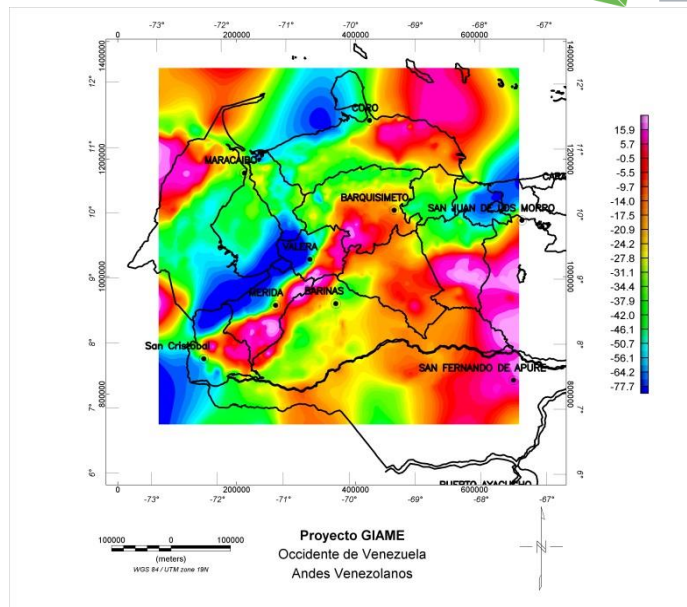 -73° -72° -71° -70° -69° -68° -67°
200000 400000 600000
1400000 1400000
12° 12°
CORO
11° 11°
1200000 1200000
MARACAIBO
BARQUISIMETO
10° 10°
SAN JUAN DE LOS MORRO
VALERA
9° 9°
1000000 1000000
MERIDA
BARINAS
8° 8°
San Cristobal
SAN FERNANDO DE APURE
7° 7°
800000 800000
6° 6°
PUERTO AYACUCHO
0 200000 400000 600000
-72° -71° -70° -69° -68° -67°
15.9
5.7
-0.5
-5.5
-9.7
-14.0
-17.5
-20.9
-24.2
-27.8
-31.1
-34.4
-37.9
-42.0
-46.1
-50.7
-56.1
-64.2
-77.7
100000 0 100000
(meters)
WGS 84 / UTM zone 19N
Proyecto GIAME
Occidente de Venezuela
Andes Venezolanos